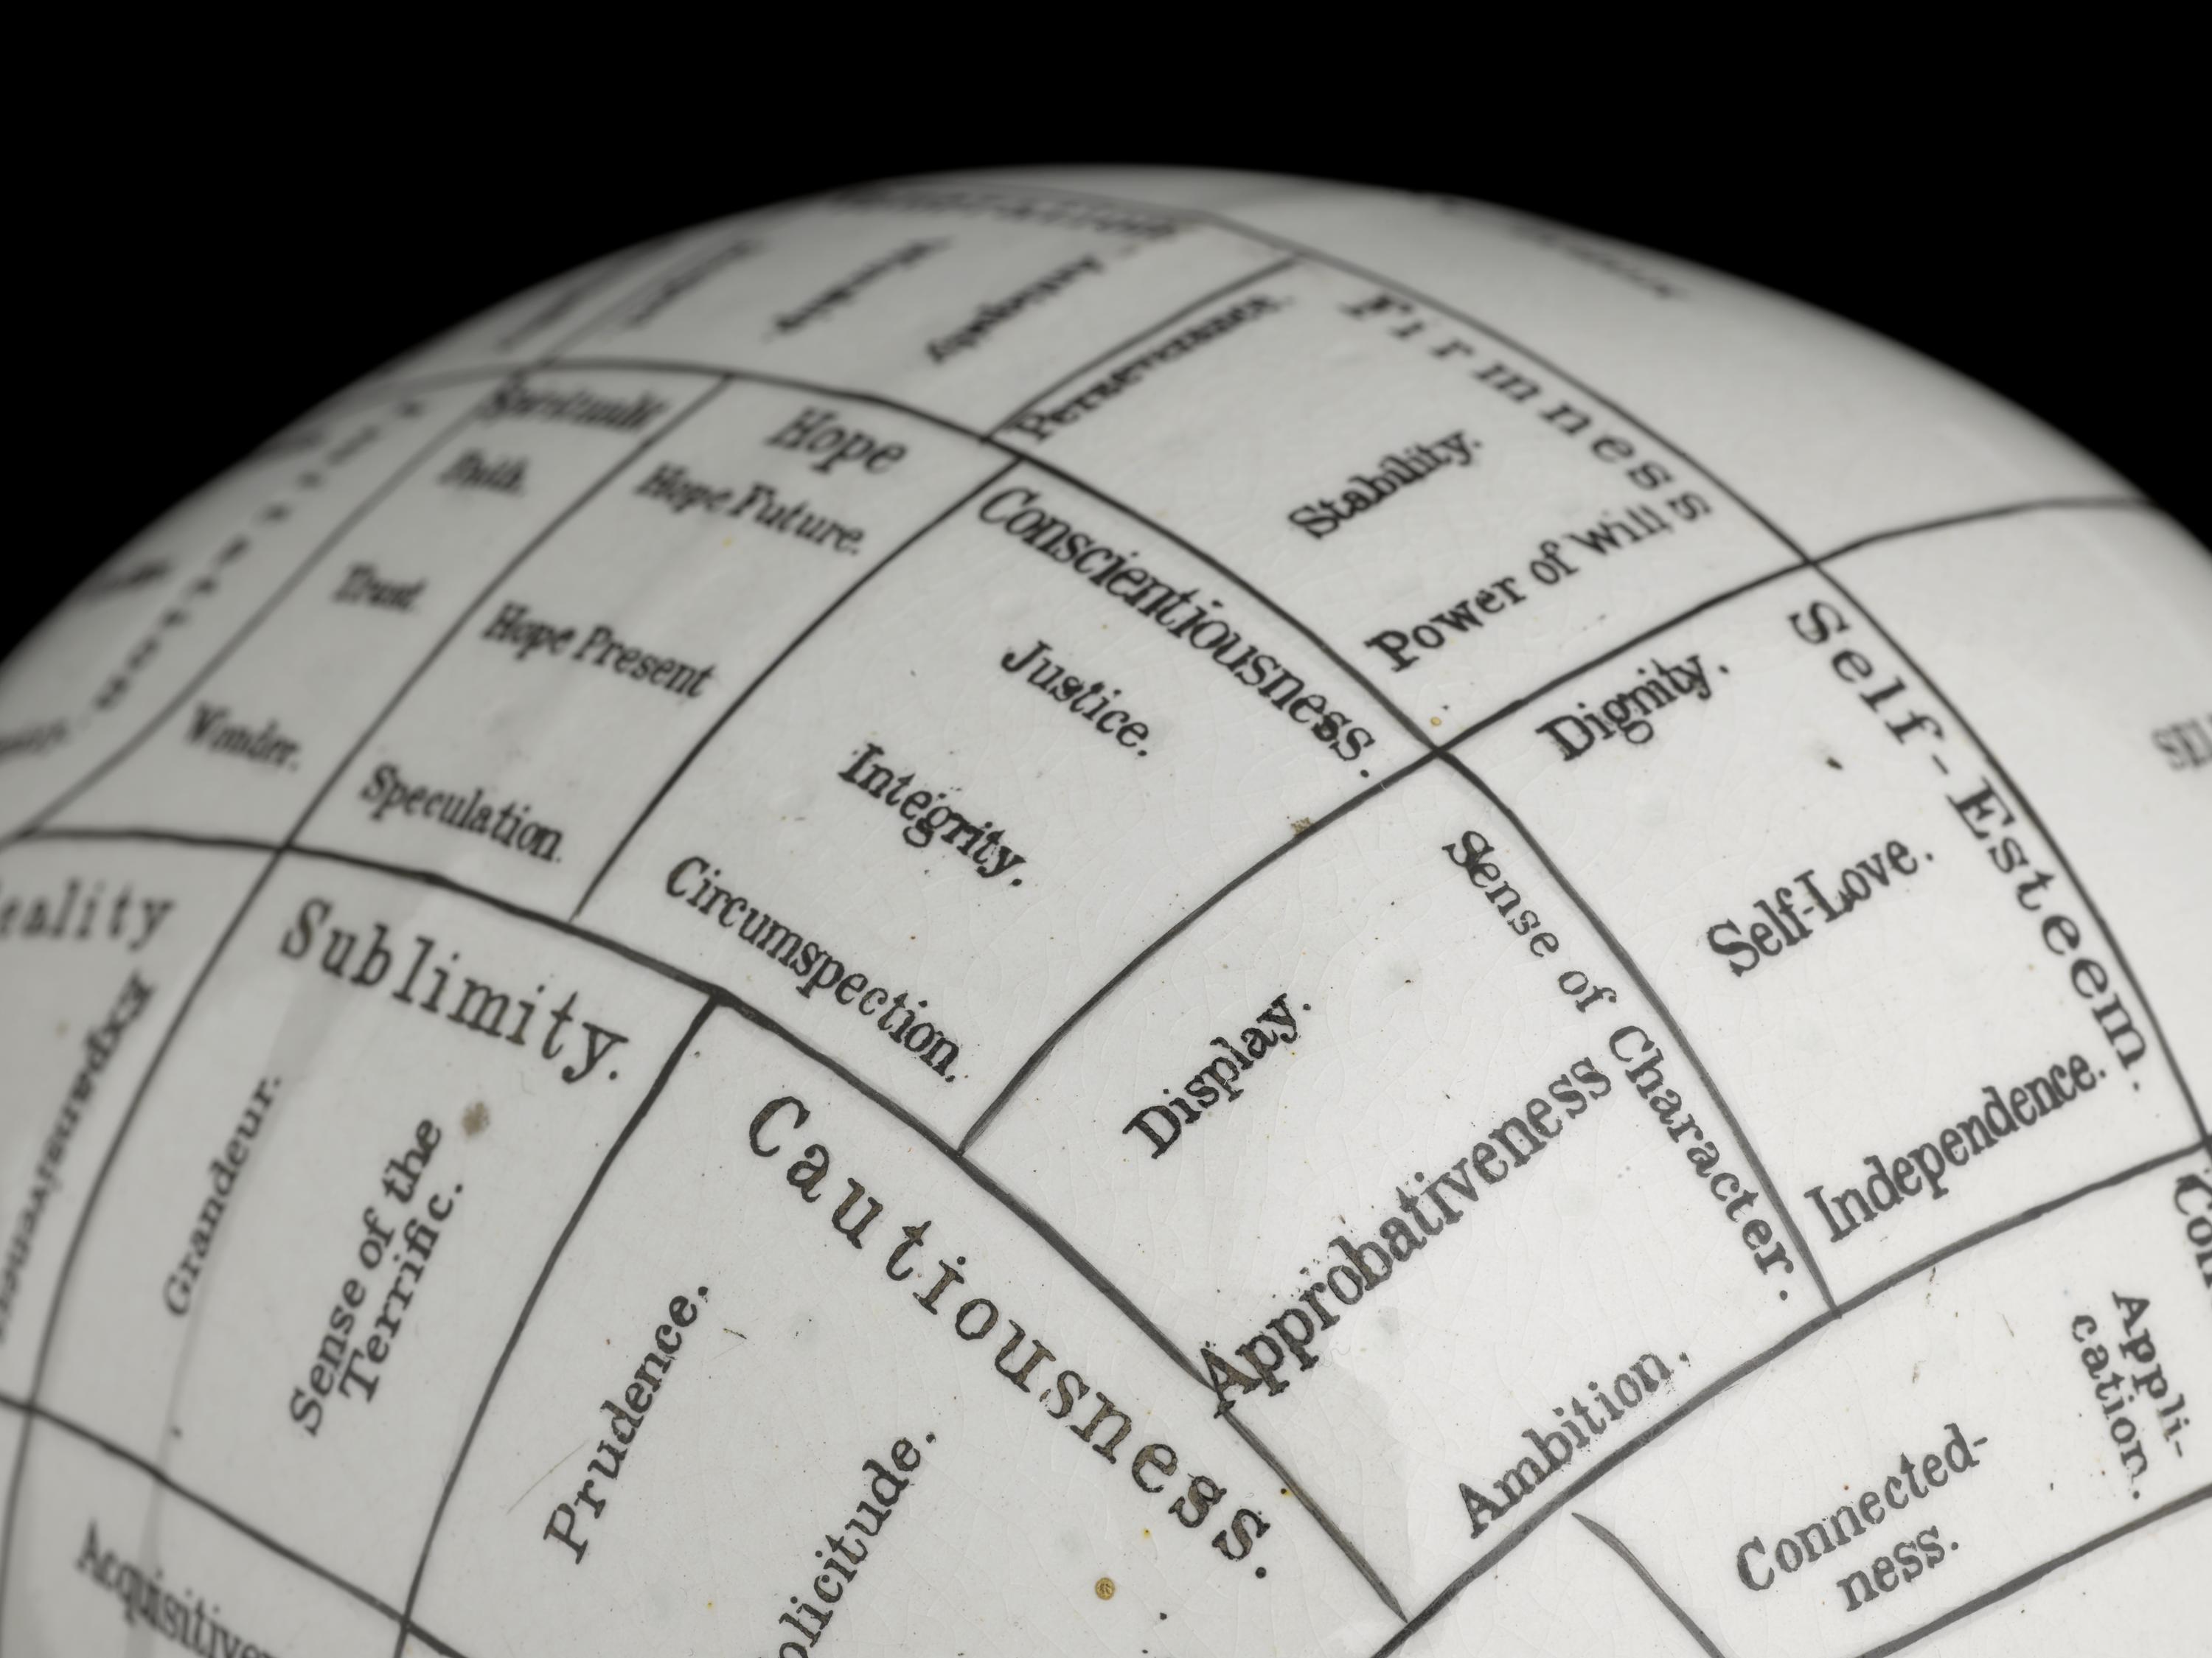 Firmness
Perseverance.
Stability.
Power of Will
Faith.
Trust.
Wonder.
Hope
Hope Future.
Hope Present
Speculation.
Conscientiousness.
Justice.
Integrity.
Circumspection.
Self-Esteem.
Dignity.
Self-Love.
Independence.
Sense of Character.
Display.
Approbativeness
Ambition.
Sublimity.
Grandeur.
Sense of the
Terrific.
Cautiousness.
Prudence.
Appli-
cation.
Connected-
ness.